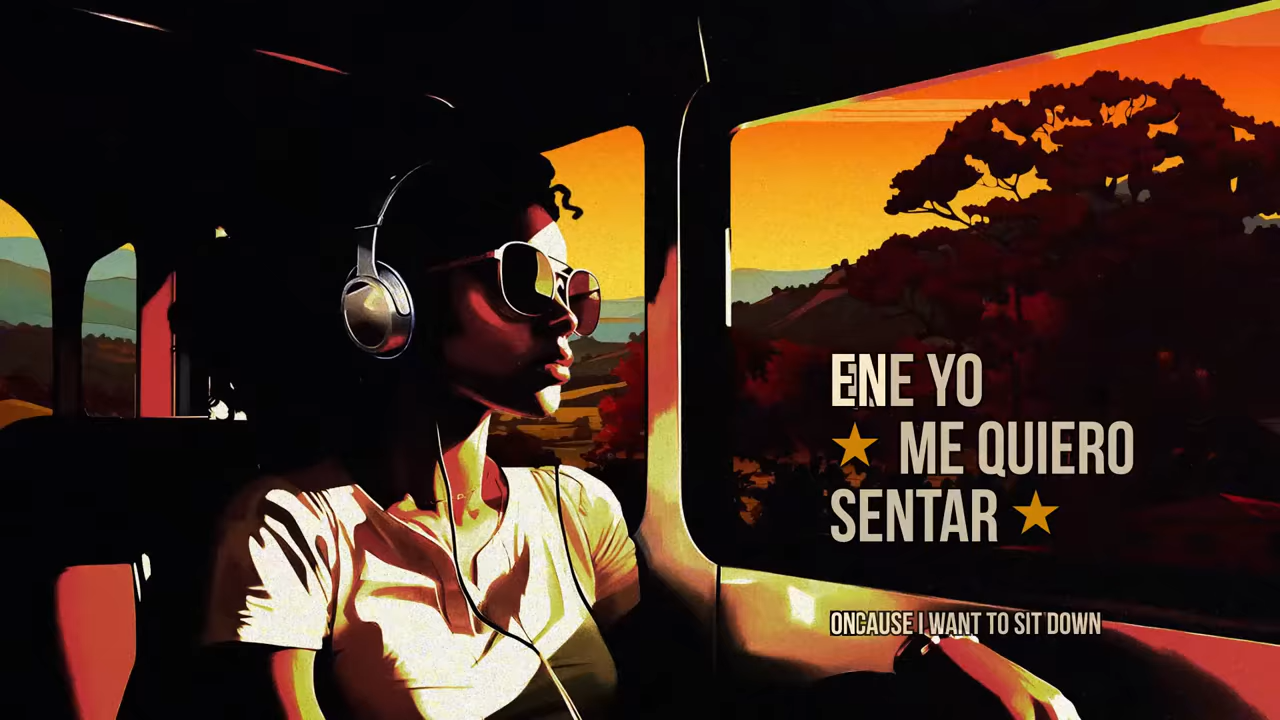 ENE YO
★ ME QUIERO
SENTAR ★
ONCAUSE I WANT TO SIT DOWN